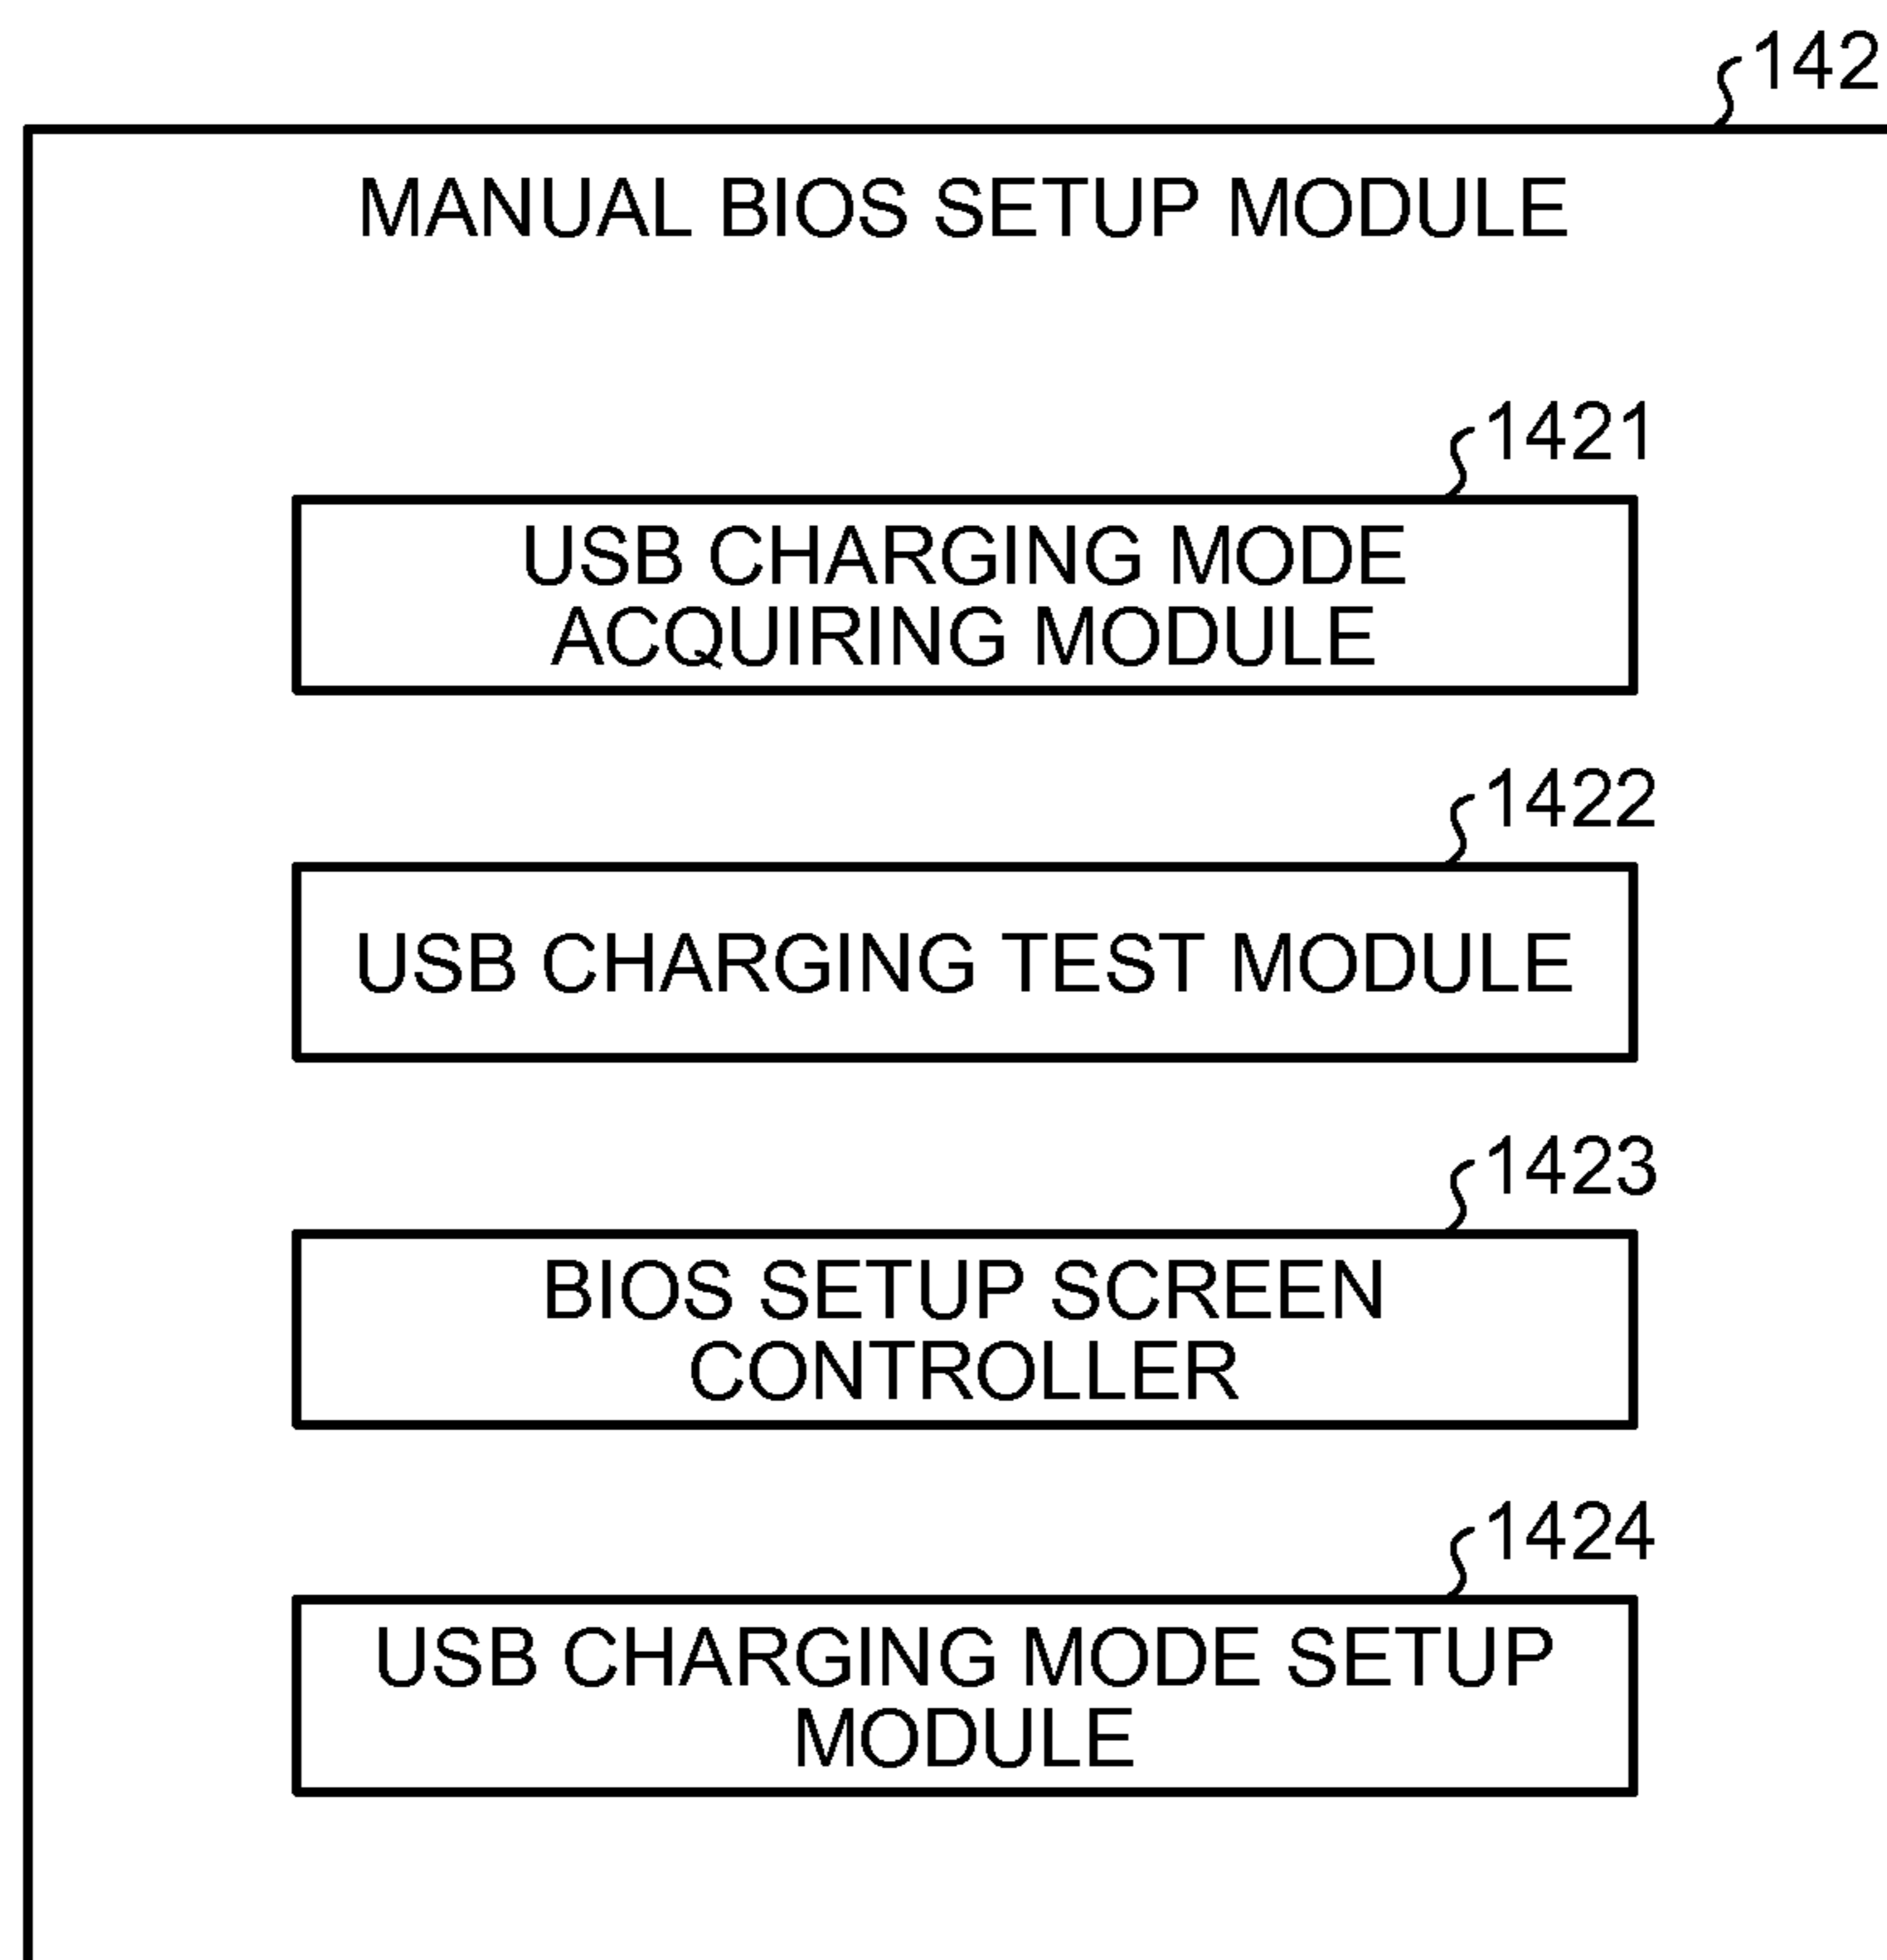 142
MANUAL BIOS SETUP MODULE
1421
USB CHARGING MODE
ACQUIRING MODULE
1422
USB CHARGING TEST MODULE
1423
BIOS SETUP SCREEN
CONTROLLER
1424
USB CHARGING MODE SETUP
MODULE